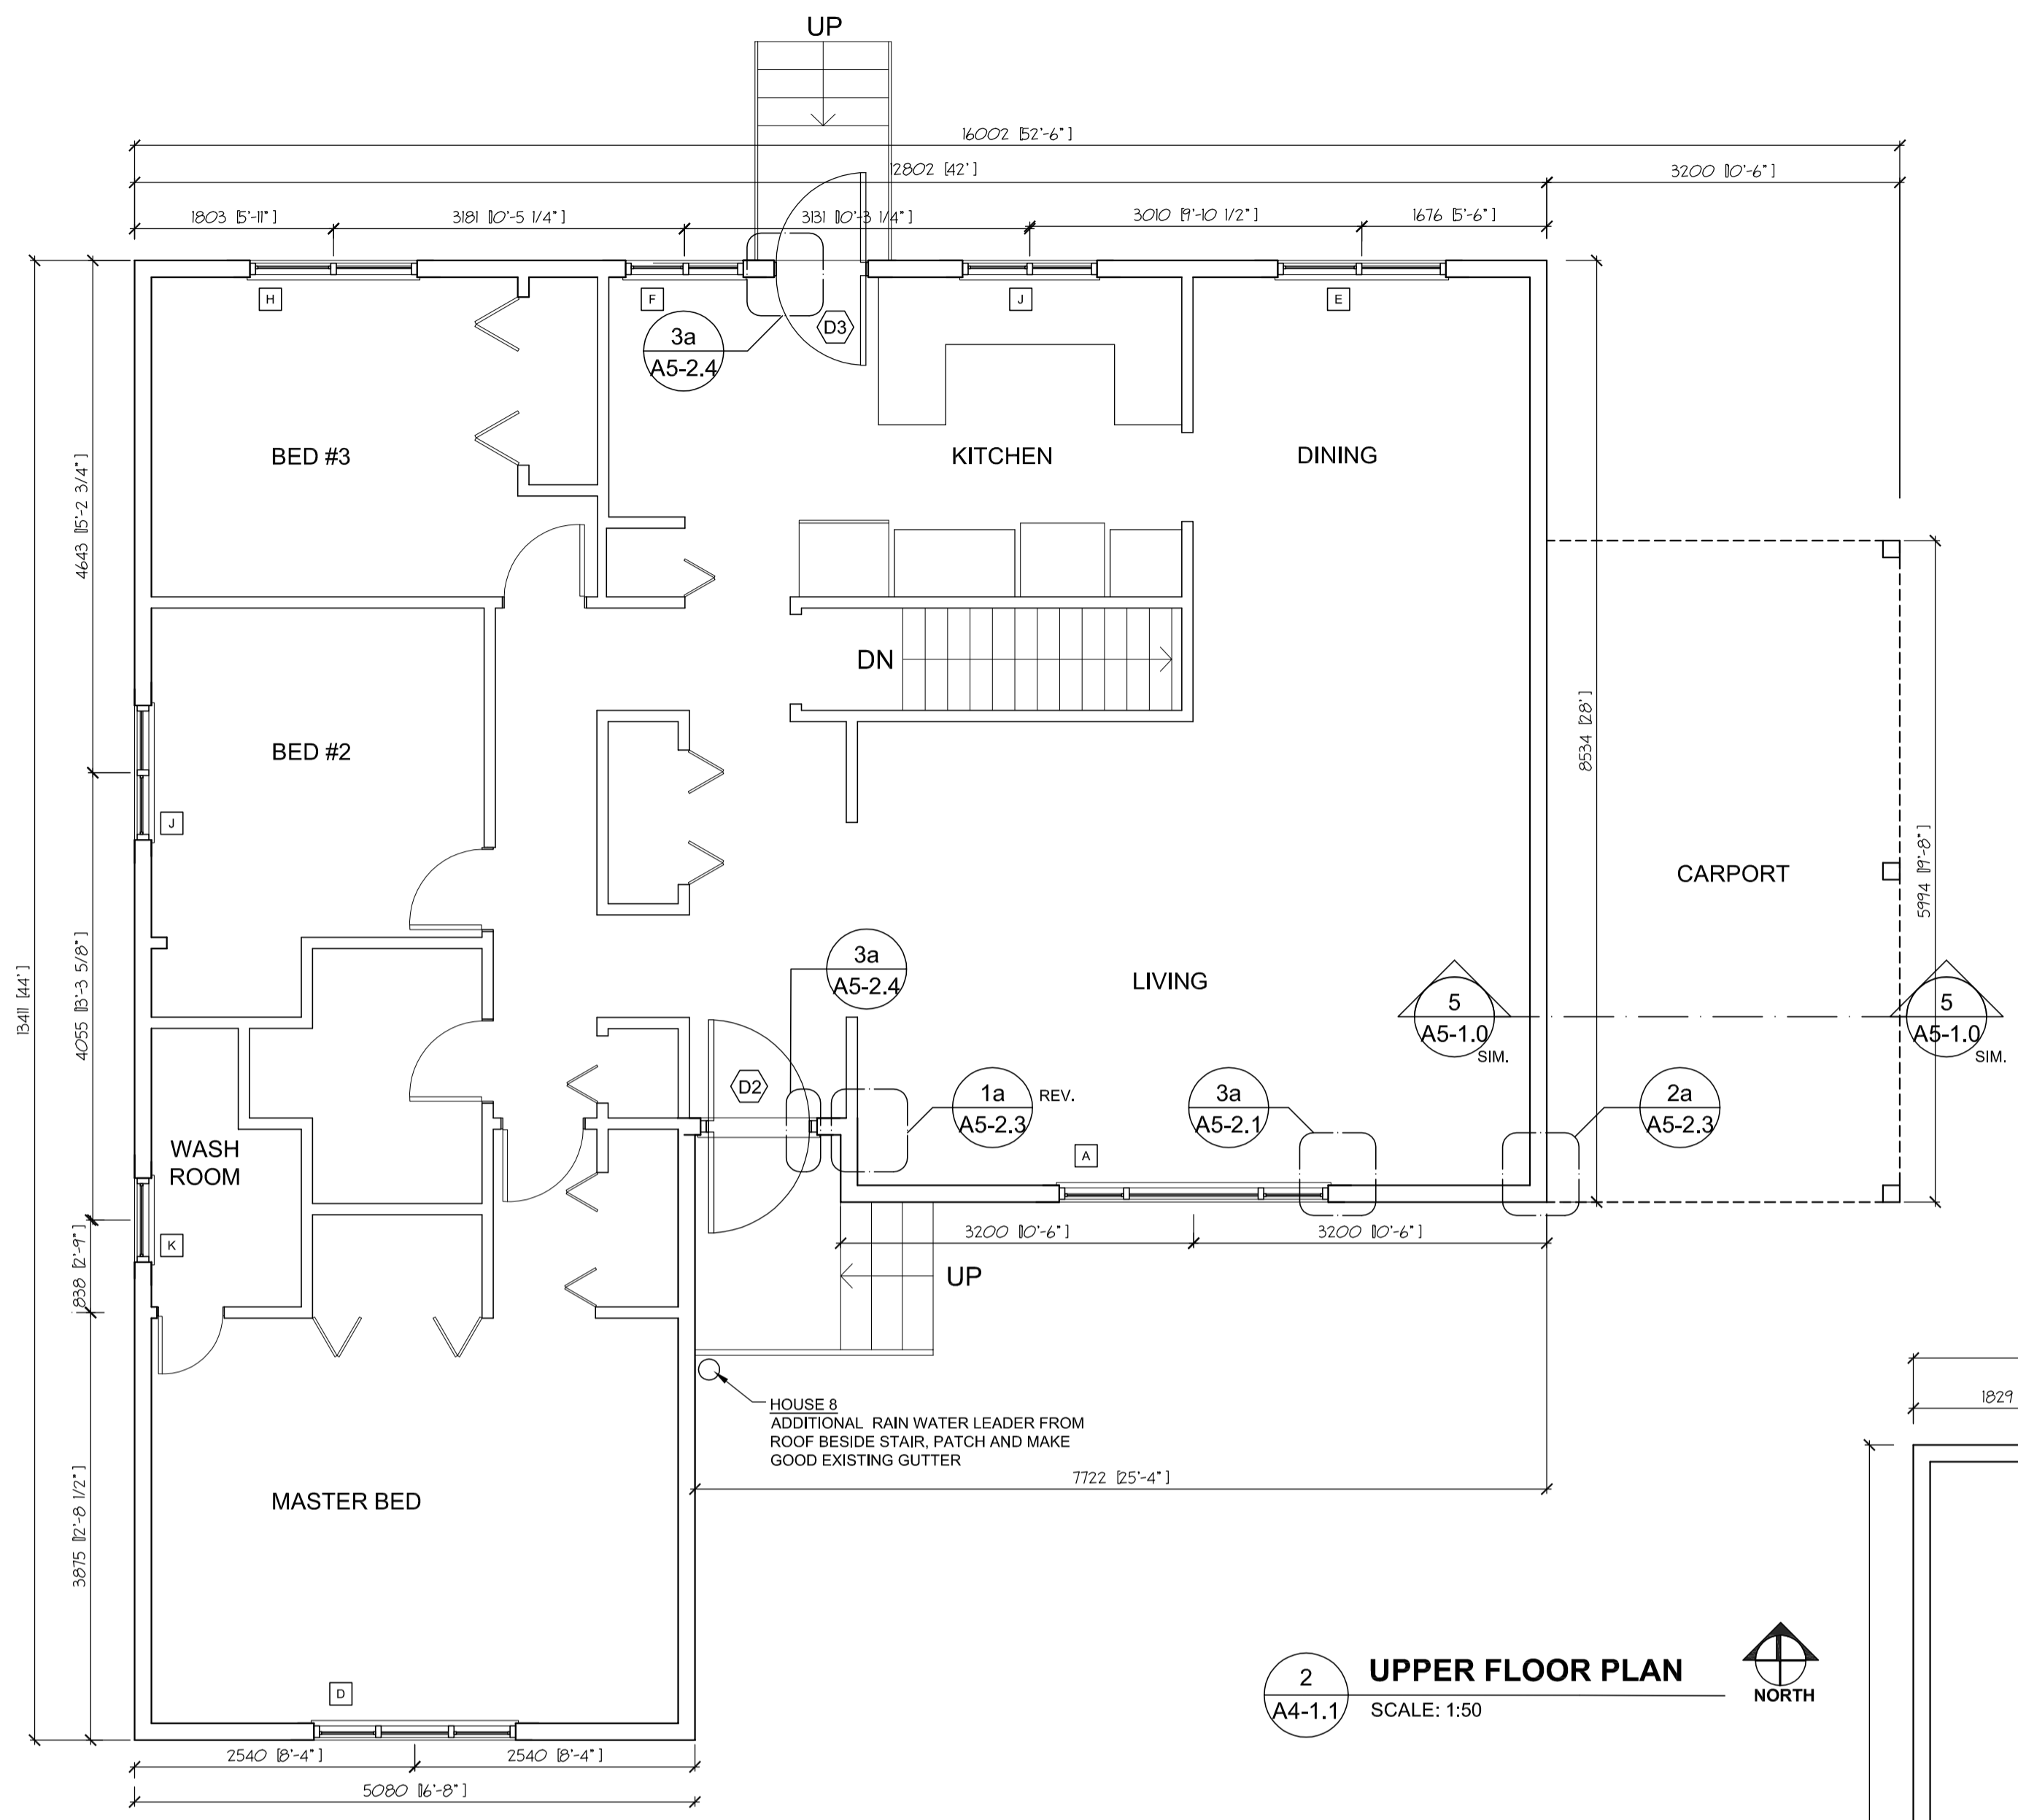 UP
16002 [52'-6"]
12802 [42']
3200 [10'-6"]
1803 [5'-11"]
3181 [10'-5 1/4"]
3131 [10'-3 1/4"]
3010 [9'-10 1/2"]
1676 [5'-6"]
H
F
J
E
D3
3a
A5-2.4
BED #3
KITCHEN
DINING
4643 [15'-2 3/4"]
DN
8534 [28']
BED #2
J
CARPORT
5994 [19'-8"]
13411 [44']
4055 [13'-3 5/8"]
3a
A5-2.4
LIVING
5
A5-1.0
SIM.
5
A5-1.0
SIM.
D2
1a
A5-2.3
REV.
3a
A5-2.1
2a
A5-2.3
WASH
ROOM
A
K
838 [2'-9"]
3200 [10'-6"]
3200 [10'-6"]
UP
HOUSE 8
ADDITIONAL RAIN WATER LEADER FROM
ROOF BESIDE STAIR, PATCH AND MAKE
GOOD EXISTING GUTTER
1829
7722 [25'-4"]
3875 [12'-8 1/2"]
MASTER BED
D
2
A4-1.1
UPPER FLOOR PLAN
SCALE: 1:50
NORTH
2540 [8'-4"]
2540 [8'-4"]
5080 [16'-8"]